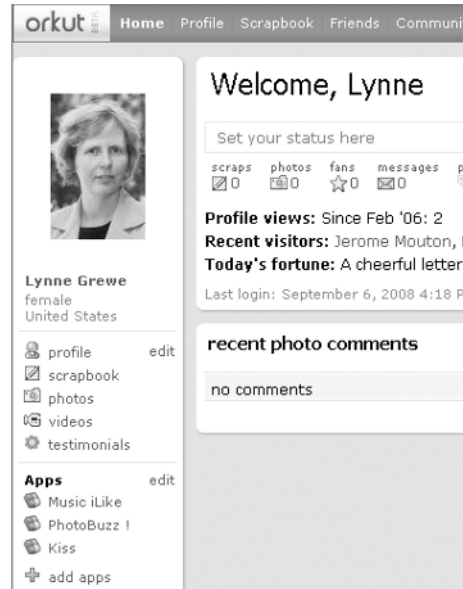 orkut BETA Home Profile Scrapbook Friends Communi
Welcome, Lynne
Set your status here
scraps photos fans messages p
0 0 0 0
Profile views: Since Feb '06: 2
Recent visitors: Jerome Mouton,
Today's fortune: A cheerful letter
Last login: September 6, 2008 4:18 P
Lynne Grewe
female
United States
profile edit
scrapbook
photos
videos
testimonials
Apps edit
Music iLike
PhotoBuzz !
Kiss
add apps
recent photo comments
no comments